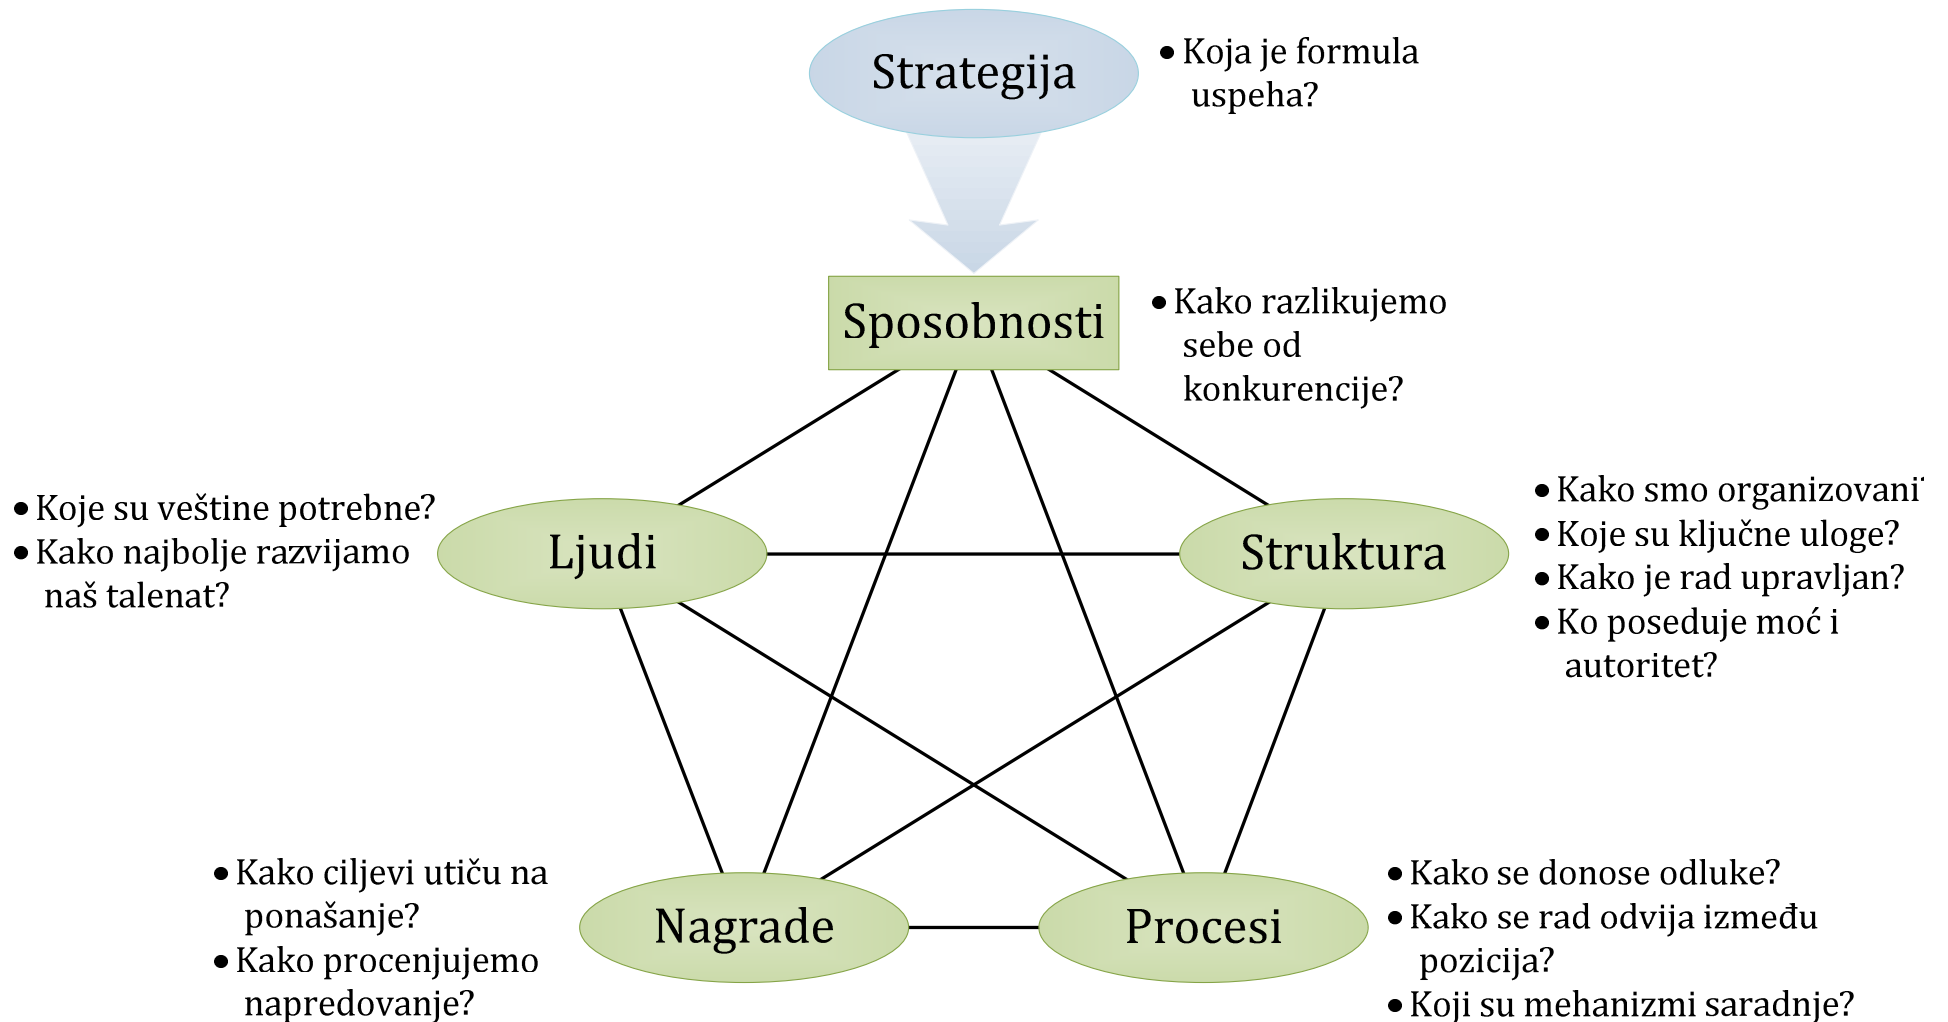 Strategija
• Koja je formula
uspeha?
Sposobnosti
• Kako razlikujemo
sebe od
konkurencije?
• Koje su veštine potrebne?
• Kako najbolje razvijamo
naš talenat?
Ljudi
Struktura
• Kako smo organizovani?
• Koje su ključne uloge?
• Kako je rad upravljan?
• Ko poseduje moć i
autoritet?
• Kako ciljevi utiču na
ponašanje?
• Kako procenjujemo
napredovanje?
Nagrade
Procesi
• Kako se donose odluke?
• Kako se rad odvija između
pozicija?
• Koji su mehanizmi saradnje?